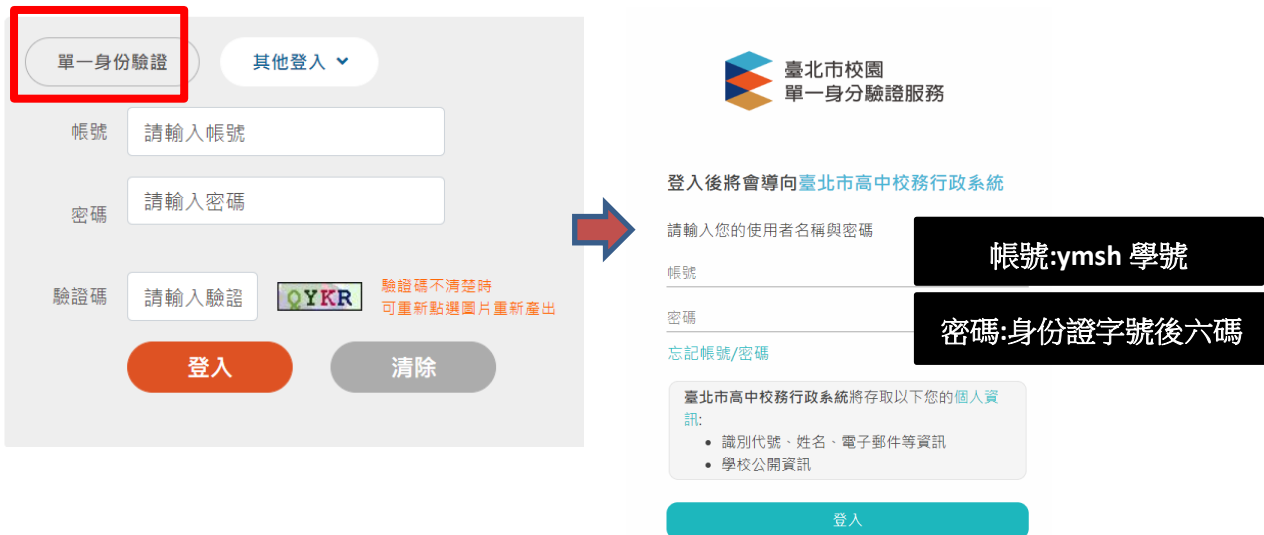 單一身份驗證
其他登入
帳號
請輸入帳號
密碼
請輸入密碼
驗證碼
請輸入驗證
QYKR
驗證碼不清楚時
可重新點選圖片重新產出
登入
清除
臺北市校園
單一身分驗證服務
登入後將會導向臺北市高中校務行政系統
請輸入您的使用者名稱與密碼
帳號
帳號:ymsh 學號
密碼
密碼:身份證字號後六碼
忘記帳號/密碼
臺北市高中校務行政系統將存取以下您的個人資
訊:
• 識別代號、姓名、電子郵件等資訊
• 學校公開資訊
登入